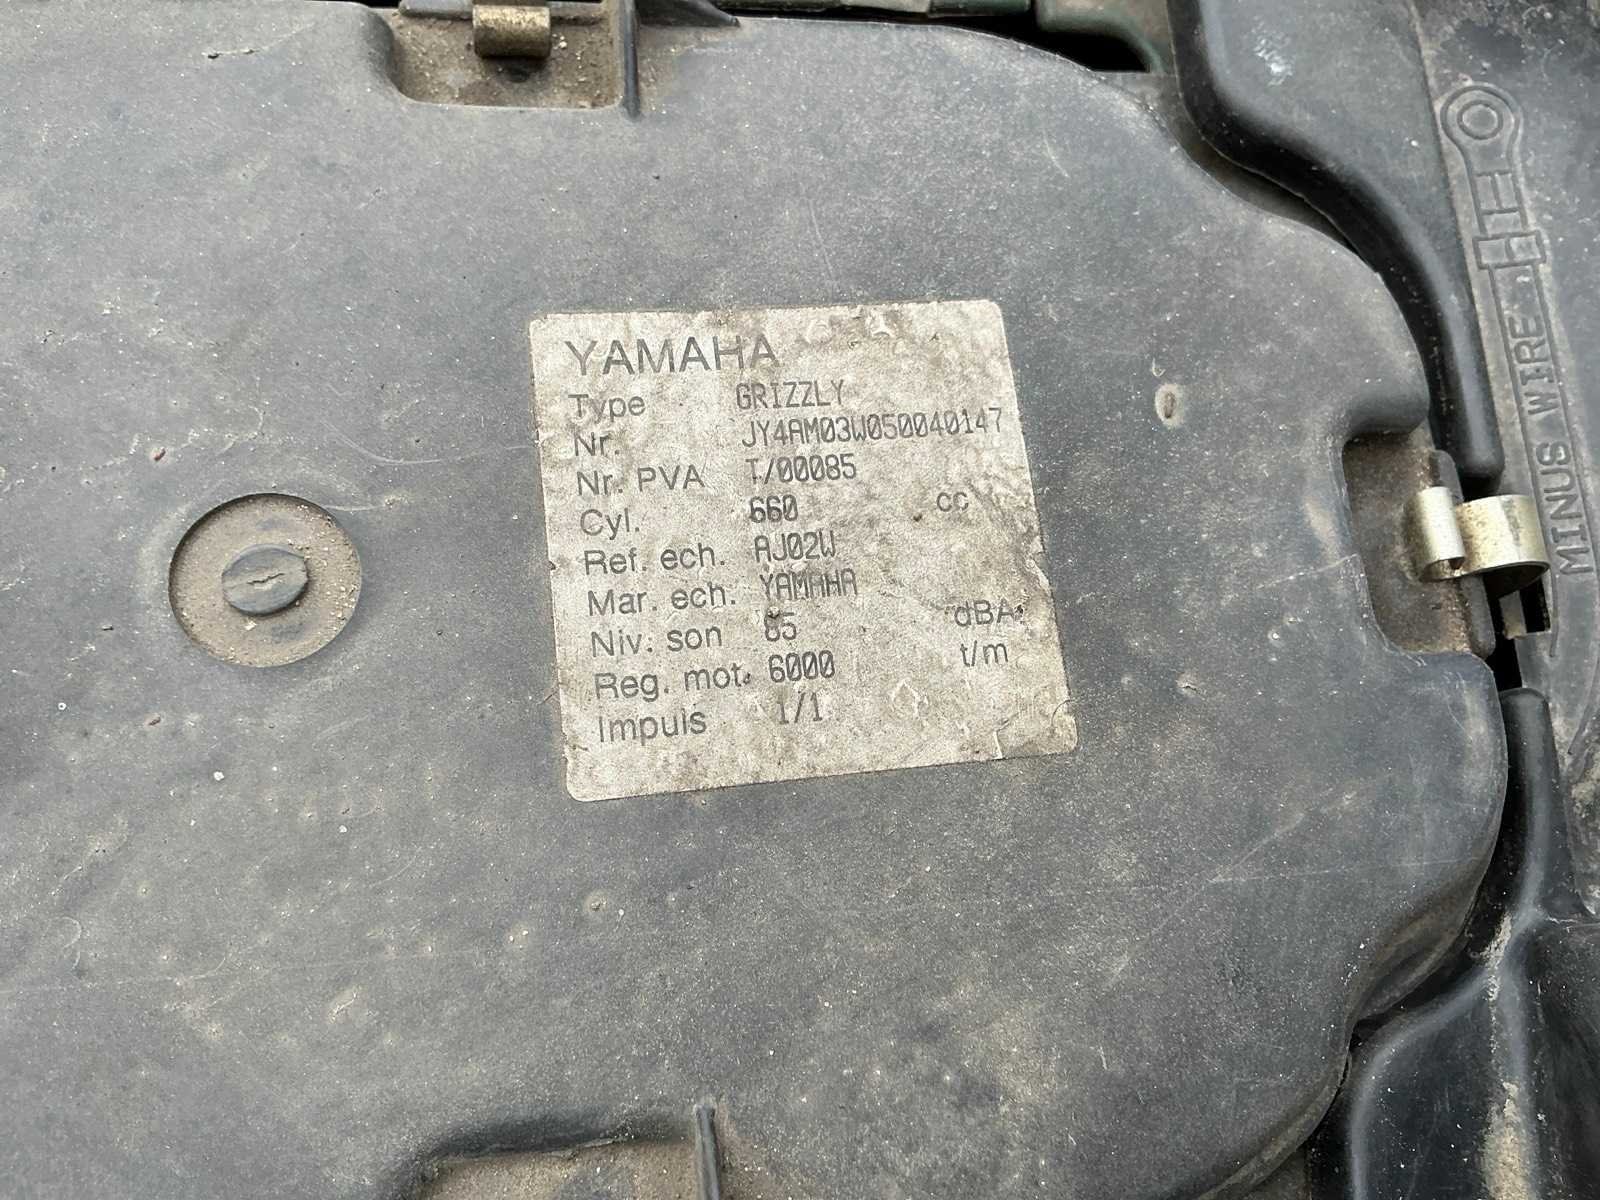 YAMAHA
Type GRIZZLY
Nr. JY4AM03W050040147
Nr. PVA T/00085
Cyl. 660 cc
Ref. ech. AJ02W
Mar. ech. YAMAHA
Niv. son 85 dBA
Reg. mot. 6000 t/m
Impuls 1/1
MINUS WIRE